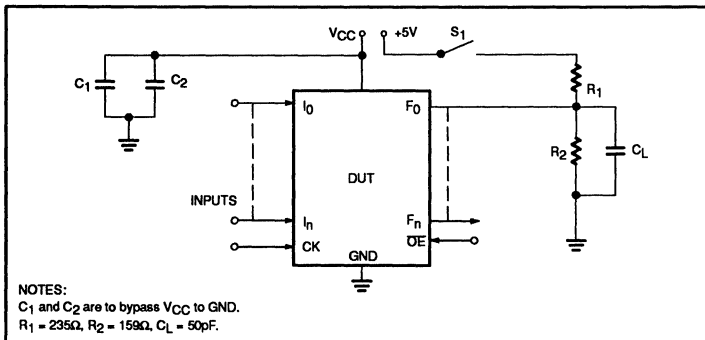 VCC
+5V
S1
C1
C2
R1
I0
F0
R2
CL
DUT
INPUTS
In
Fn
CK
OE
GND
NOTES:
C1 and C2 are to bypass VCC to GND.
R1 = 235Ω, R2 = 159Ω, CL = 50pF.